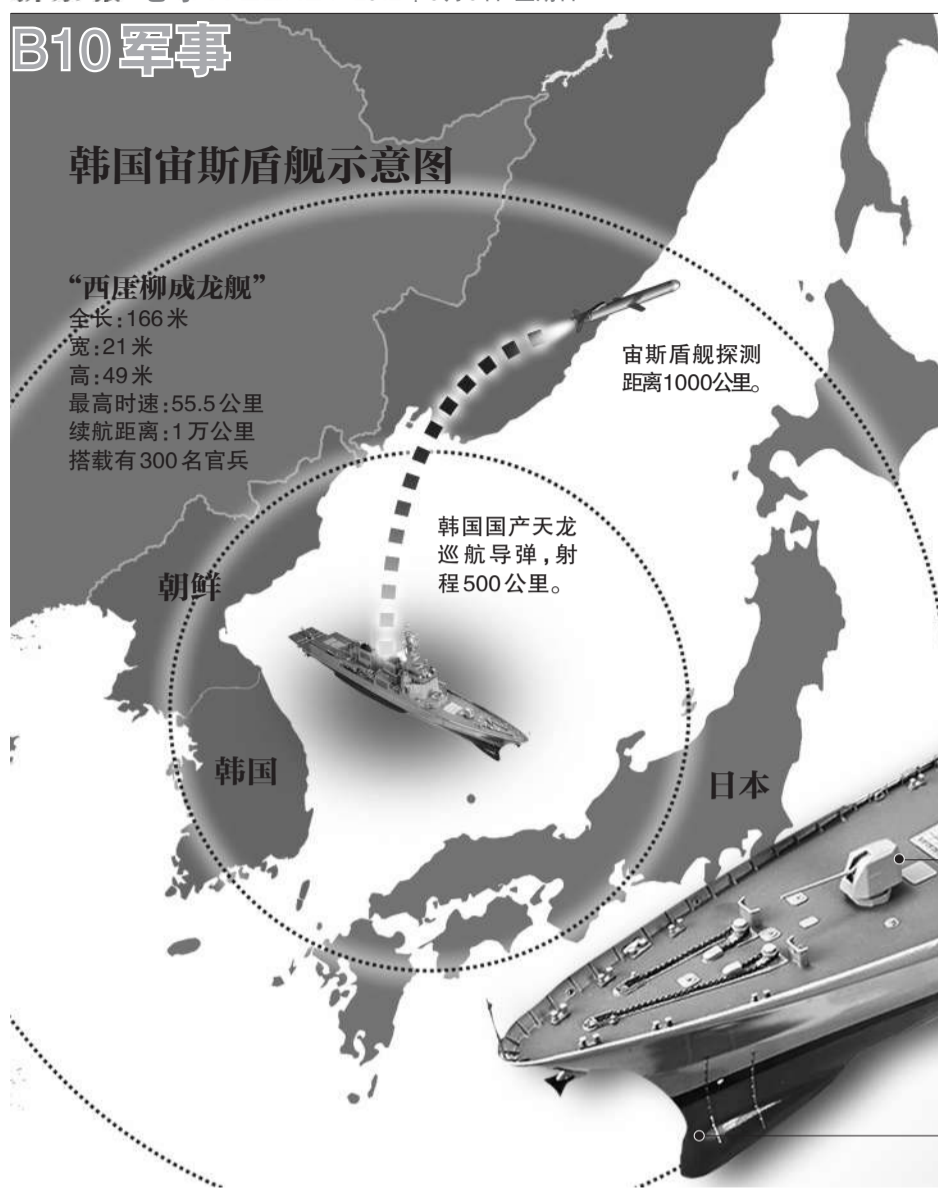 B10 军事
韩国宙斯盾舰示意图
“西厓柳成龙舰”
全长：166米
宽：21米
高：49米
最高时速：55.5公里
续航距离：1万公里
搭载有300名官兵
宙斯盾舰探测
距离1000公里。
韩国国产天龙
巡航导弹，射
程500公里。
朝鲜
韩国
日本